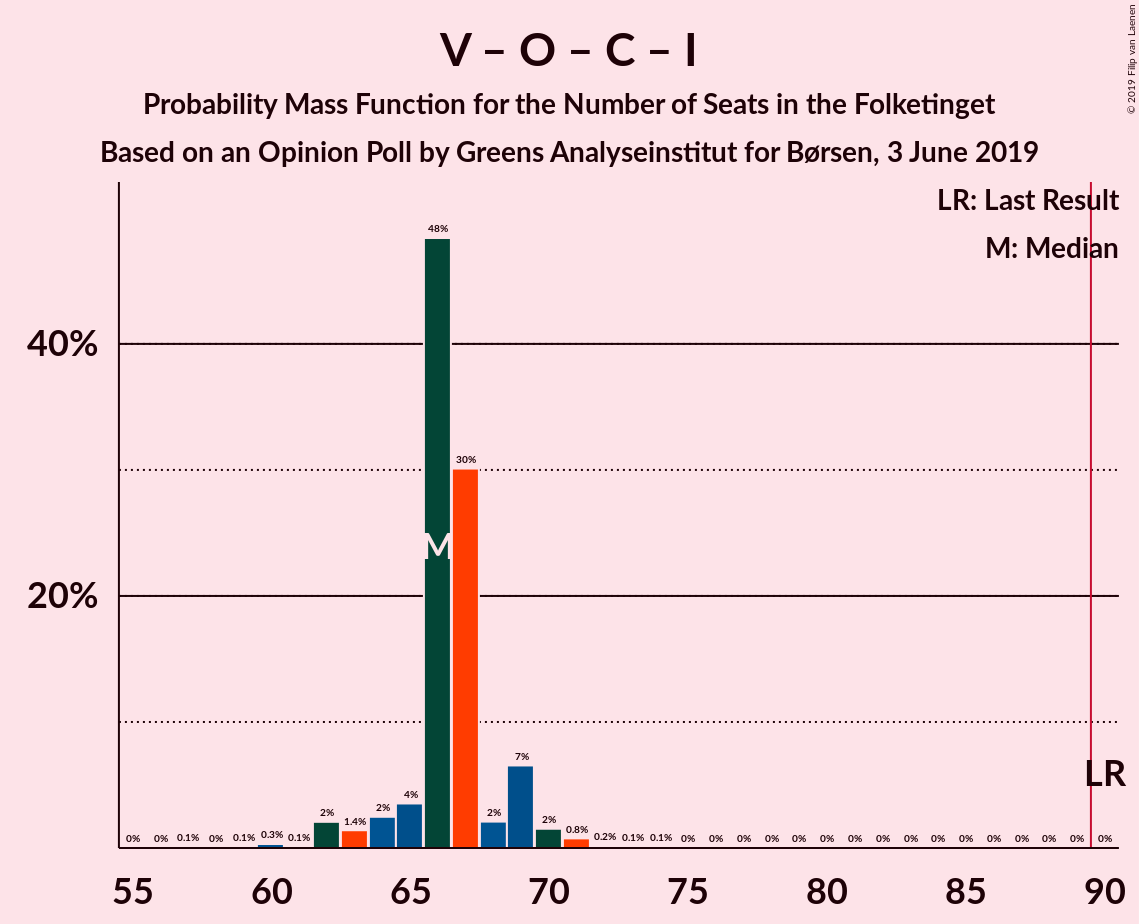 V – O – C – I
Probability Mass Function for the Number of Seats in the Folketinget
Based on an Opinion Poll by Greens Analyseinstitut for Børsen, 3 June 2019
© 2019 Filip van Laenen
LR: Last Result
M: Median
40%
20%
48%
30%
M
LR
0% 0% 0.1% 0% 0.1% 0.3% 0.1% 2% 1.4% 2% 4% 2% 7% 2% 0.8% 0.2% 0.1% 0.1% 0% 0% 0% 0% 0% 0% 0% 0% 0% 0% 0% 0% 0% 0% 0% 0%
55 60 65 70 75 80 85 90